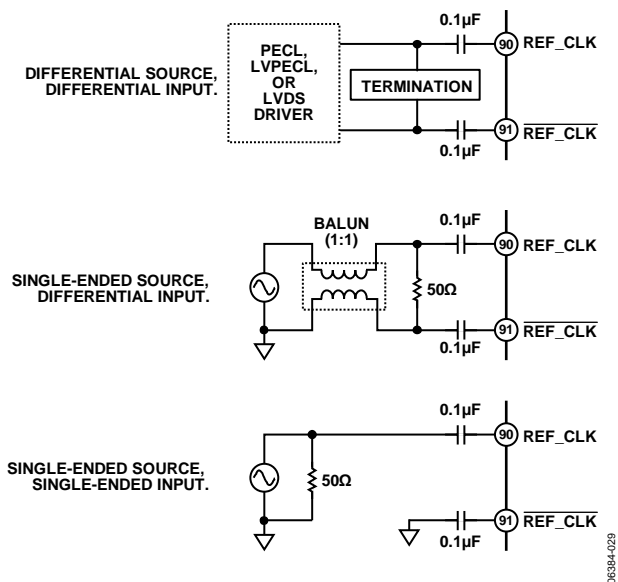 0.1µF
90 REF_CLK
PECL,
LVPECL,
OR
LVDS
DRIVER
TERMINATION
DIFFERENTIAL SOURCE,
DIFFERENTIAL INPUT.
91 REF_CLK
0.1µF
BALUN
(1:1)
0.1µF
90 REF_CLK
SINGLE-ENDED SOURCE,
DIFFERENTIAL INPUT.
50Ω
91 REF_CLK
0.1µF
0.1µF
90 REF_CLK
SINGLE-ENDED SOURCE,
SINGLE-ENDED INPUT.
50Ω
91 REF_CLK
0.1µF
06384-029